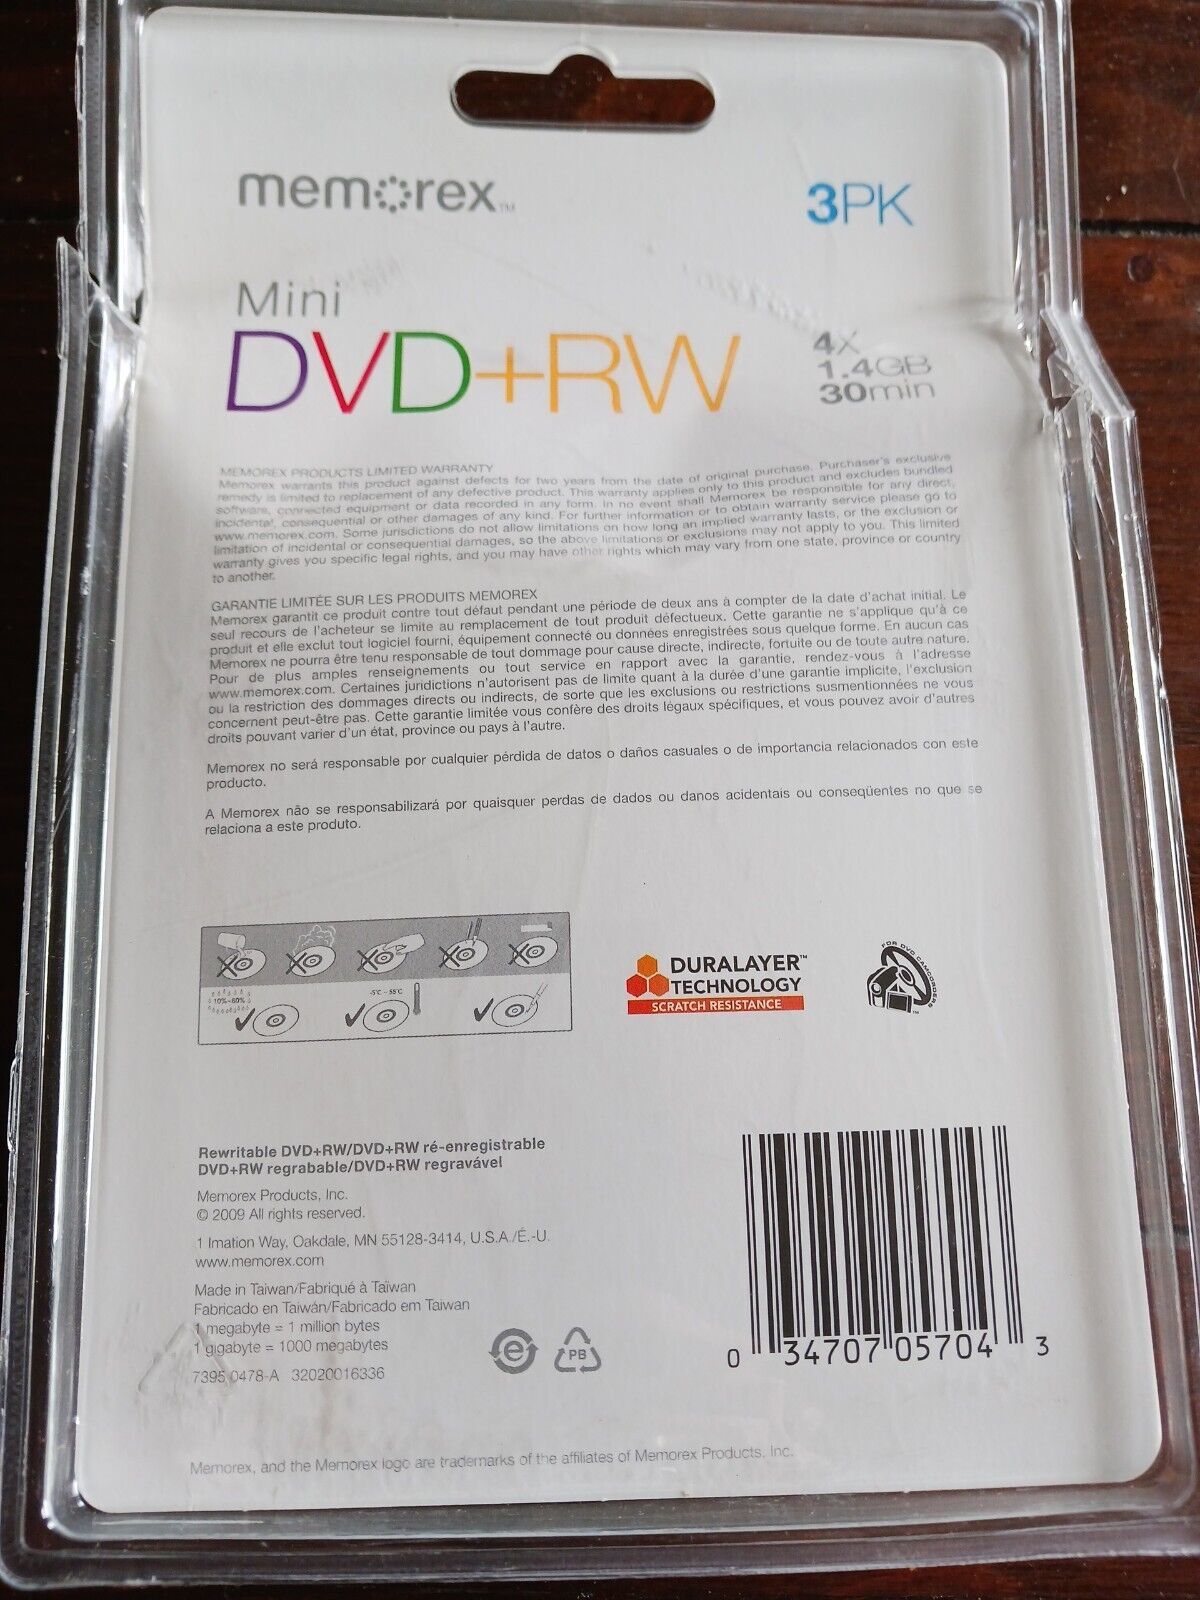 memorex™
3PK
Mini
DVD+RW
4X
1.4GB
30min
MEMOREX PRODUCTS LIMITED WARRANTY
Memorex warrants this product against defects for two years from the date of original purchase. Purchaser's exclusive
remedy is limited to replacement of any defective product. This warranty applies only to this product and excludes bundled
software, connected equipment or data recorded in any form. In no event shall Memorex be responsible for any direct,
incidental, consequential or other damages of any kind. For further information or to obtain warranty service please go to
www.memorex.com. Some jurisdictions do not allow limitations on how long an implied warranty lasts, or the exclusion or
limitation of incidental or consequential damages, so the above limitations or exclusions may not apply to you. This limited
warranty gives you specific legal rights, and you may have other rights which may vary from one state, province or country
to another.
GARANTIE LIMITÉE SUR LES PRODUITS MEMOREX
Memorex garantit ce produit contre tout défaut pendant une période de deux ans à compter de la date d'achat initial. Le
seul recours de l'acheteur se limite au remplacement de tout produit défectueux. Cette garantie ne s'applique qu'à ce
produit et elle exclut tout logiciel fourni, équipement connecté ou données enregistrées sous quelque forme. En aucun cas
Memorex ne pourra être tenu responsable de tout dommage pour cause directe, indirecte, fortuite ou de toute autre nature.
Pour de plus amples renseignements ou tout service en rapport avec la garantie, rendez-vous à l'adresse
www.memorex.com. Certaines juridictions n'autorisent pas de limite quant à la durée d'une garantie implicite, l'exclusion
ou la restriction des dommages directs ou indirects, de sorte que les exclusions ou restrictions susmentionnées ne vous
concernent peut-être pas. Cette garantie limitée vous confère des droits légaux spécifiques, et vous pouvez avoir d'autres
droits pouvant varier d'un état, province ou pays à l'autre.
Memorex no será responsable por cualquier pérdida de datos o daños casuales o de importancia relacionados con este
producto.
A Memorex não se responsabilizará por quaisquer perdas de dados ou danos acidentais ou conseqüentes no que se
relaciona a este produto.
10%~60%
-5°C ~ 55°C
DURALAYER™
TECHNOLOGY
SCRATCH RESISTANCE
FOR DVD CAMCORDERS
™
Rewritable DVD+RW/DVD+RW ré-enregistrable
DVD+RW regrabable/DVD+RW regravável
Memorex Products, Inc.
© 2009 All rights reserved.
1 Imation Way, Oakdale, MN 55128-3414, U.S.A./É.-U.
www.memorex.com
Made in Taiwan/Fabriqué à Taïwan
Fabricado en Taiwán/Fabricado em Taiwan
1 megabyte = 1 million bytes
1 gigabyte = 1000 megabytes
7395 0478-A 32020016336
e
PB
0 34707 05704 3
Memorex, and the Memorex logo are trademarks of the affiliates of Memorex Products, Inc.